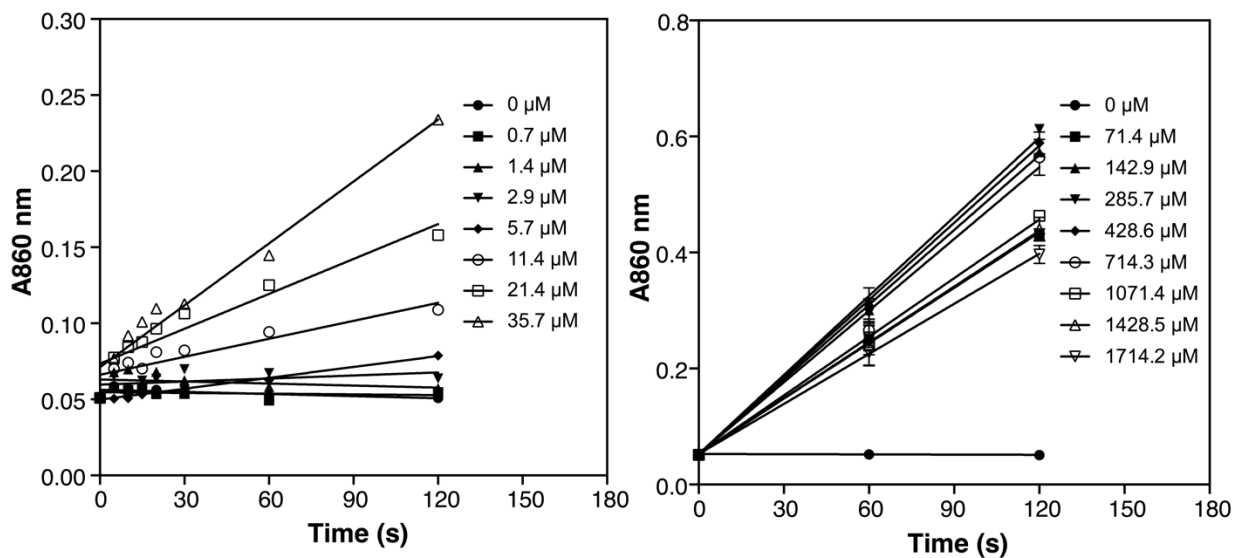 0.30
0.25
0.20
0.15
0.10
0.05
0.00
A860 nm
0 30 60 90 120 150 180
Time (s)
0 µM
0.7 µM
1.4 µM
2.9 µM
5.7 µM
11.4 µM
21.4 µM
35.7 µM
0.8
0.6
0.4
0.2
0.0
A860 nm
0 30 60 90 120 150 180
Time (s)
0 µM
71.4 µM
142.9 µM
285.7 µM
428.6 µM
714.3 µM
1071.4 µM
1428.5 µM
1714.2 µM